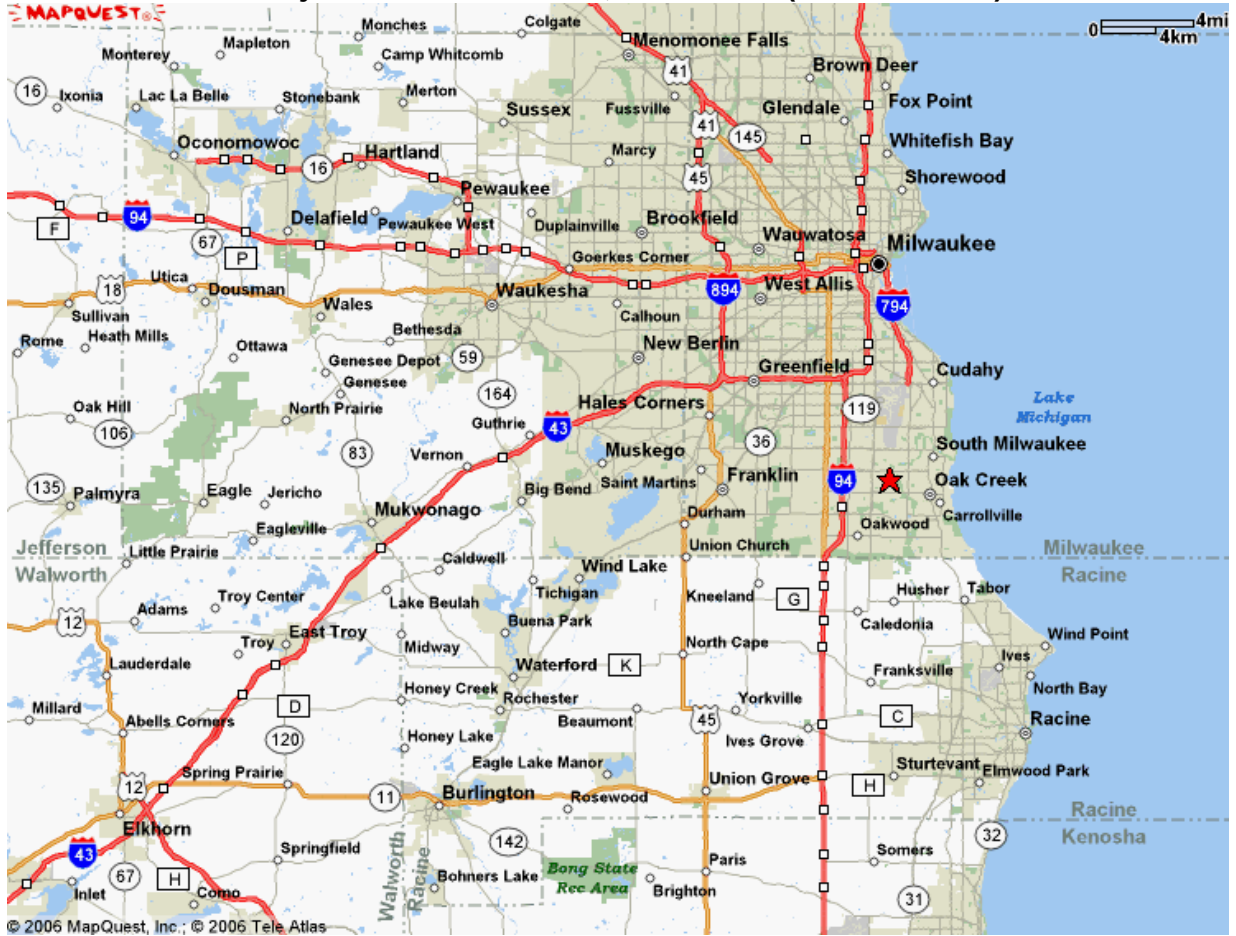 MAPQUEST
4mi
0
4km
Monches
Colgate
Monterey
Mapleton
Camp Whitcomb
Menomonee Falls
41
Brown Deer
16
Ixonia
Lac La Belle
Stonebank
Merton
Sussex
Fussville
Glendale
Fox Point
41
145
Oconomowoc
Whitefish Bay
16
Hartland
Marcy
45
Shorewood
Pewaukee
94
F
Delafield
Pewaukee West
Duplainville
Brookfield
67
Wauwatosa
Milwaukee
P
Goerkes Corner
Utica
18
Dousman
Waukesha
894
West Allis
794
Sullivan
Wales
Calhoun
Rome
Heath Mills
Bethesda
Ottawa
59
New Berlin
Genesee Depot
Greenfield
Cudahy
Genesee
164
Hales Corners
119
Lake
Michigan
Oak Hill
North Prairie
106
Guthrie
43
36
83
Vernon
Muskego
South Milwaukee
Franklin
Saint Martins
94
Oak Creek
135
Palmyra
Eagle
Jericho
Big Bend
Mukwonago
Durham
Carrollville
Eagleville
Oakwood
Jefferson
Walworth
Little Prairie
Caldwell
Union Church
Milwaukee
Racine
Wind Lake
Troy Center
Lake Beulah
Tichigan
Kneeland
G
Husher
Tabor
Adams
12
Caledonia
Buena Park
Troy
East Troy
Midway
North Cape
Wind Point
Lauderdale
Waterford
K
Franksville
Ives
Honey Creek
North Bay
Millard
D
Rochester
Yorkville
Beaumont
45
C
Abells Corners
Racine
120
Honey Lake
Ives Grove
Eagle Lake Manor
Spring Prairie
Union Grove
Sturtevant
Elmwood Park
12
H
11
Burlington
Rosewood
Racine
Kenosha
Elkhorn
142
32
43
Springfield
Walworth
Racine
Bong State
Rec Area
Paris
Somers
67
H
Bohners Lake
Brighton
Inlet
Como
31
© 2006 MapQuest, Inc.; © 2006 Tele Atlas